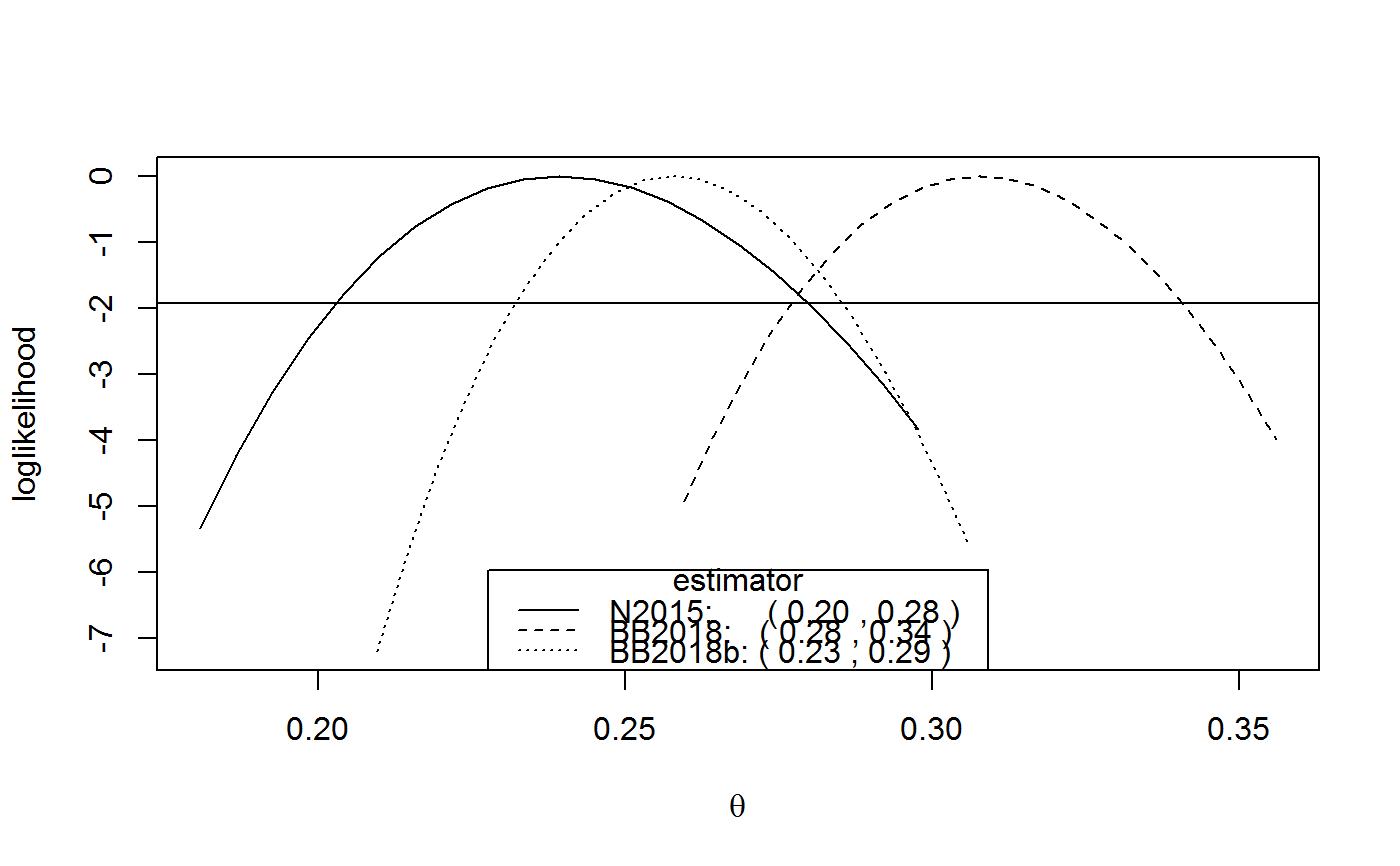 0
-1
-2
-3
-4
-5
-6
-7
loglikelihood
estimator
N2015: ( 0.20 , 0.28 )
BB2018: ( 0.28 , 0.34 )
BB2018b: ( 0.23 , 0.29 )
0.20 0.25 0.30 0.35
θ